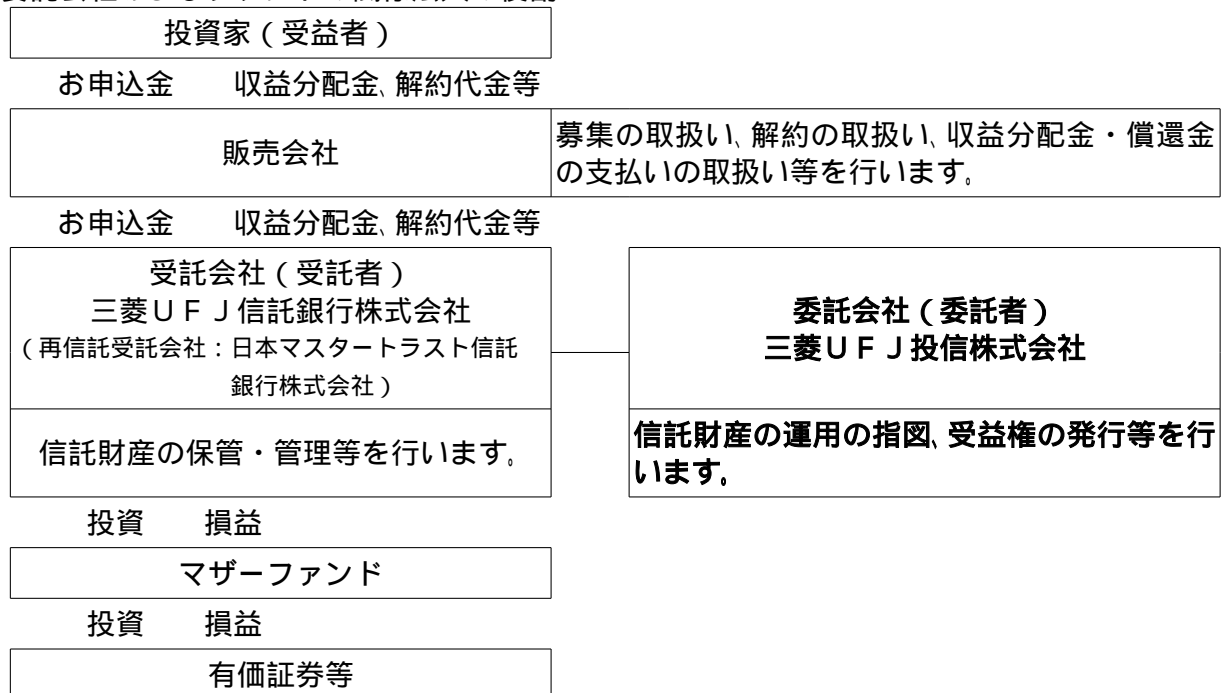 投資家（受益者）
お申込金　　収益分配金、解約代金等
販売会社
募集の取扱い、解約の取扱い、収益分配金・償還金
の支払いの取扱い等を行います。
お申込金　　収益分配金、解約代金等
受託会社（受託者）
三菱ＵＦＪ信託銀行株式会社
（再信託受託会社：日本マスタートラスト信託
銀行株式会社）
委託会社（委託者）
三菱ＵＦＪ投信株式会社
信託財産の保管・管理等を行います。
信託財産の運用の指図、受益権の発行等を行
います。
投資　　損益
マザーファンド
投資　　損益
有価証券等